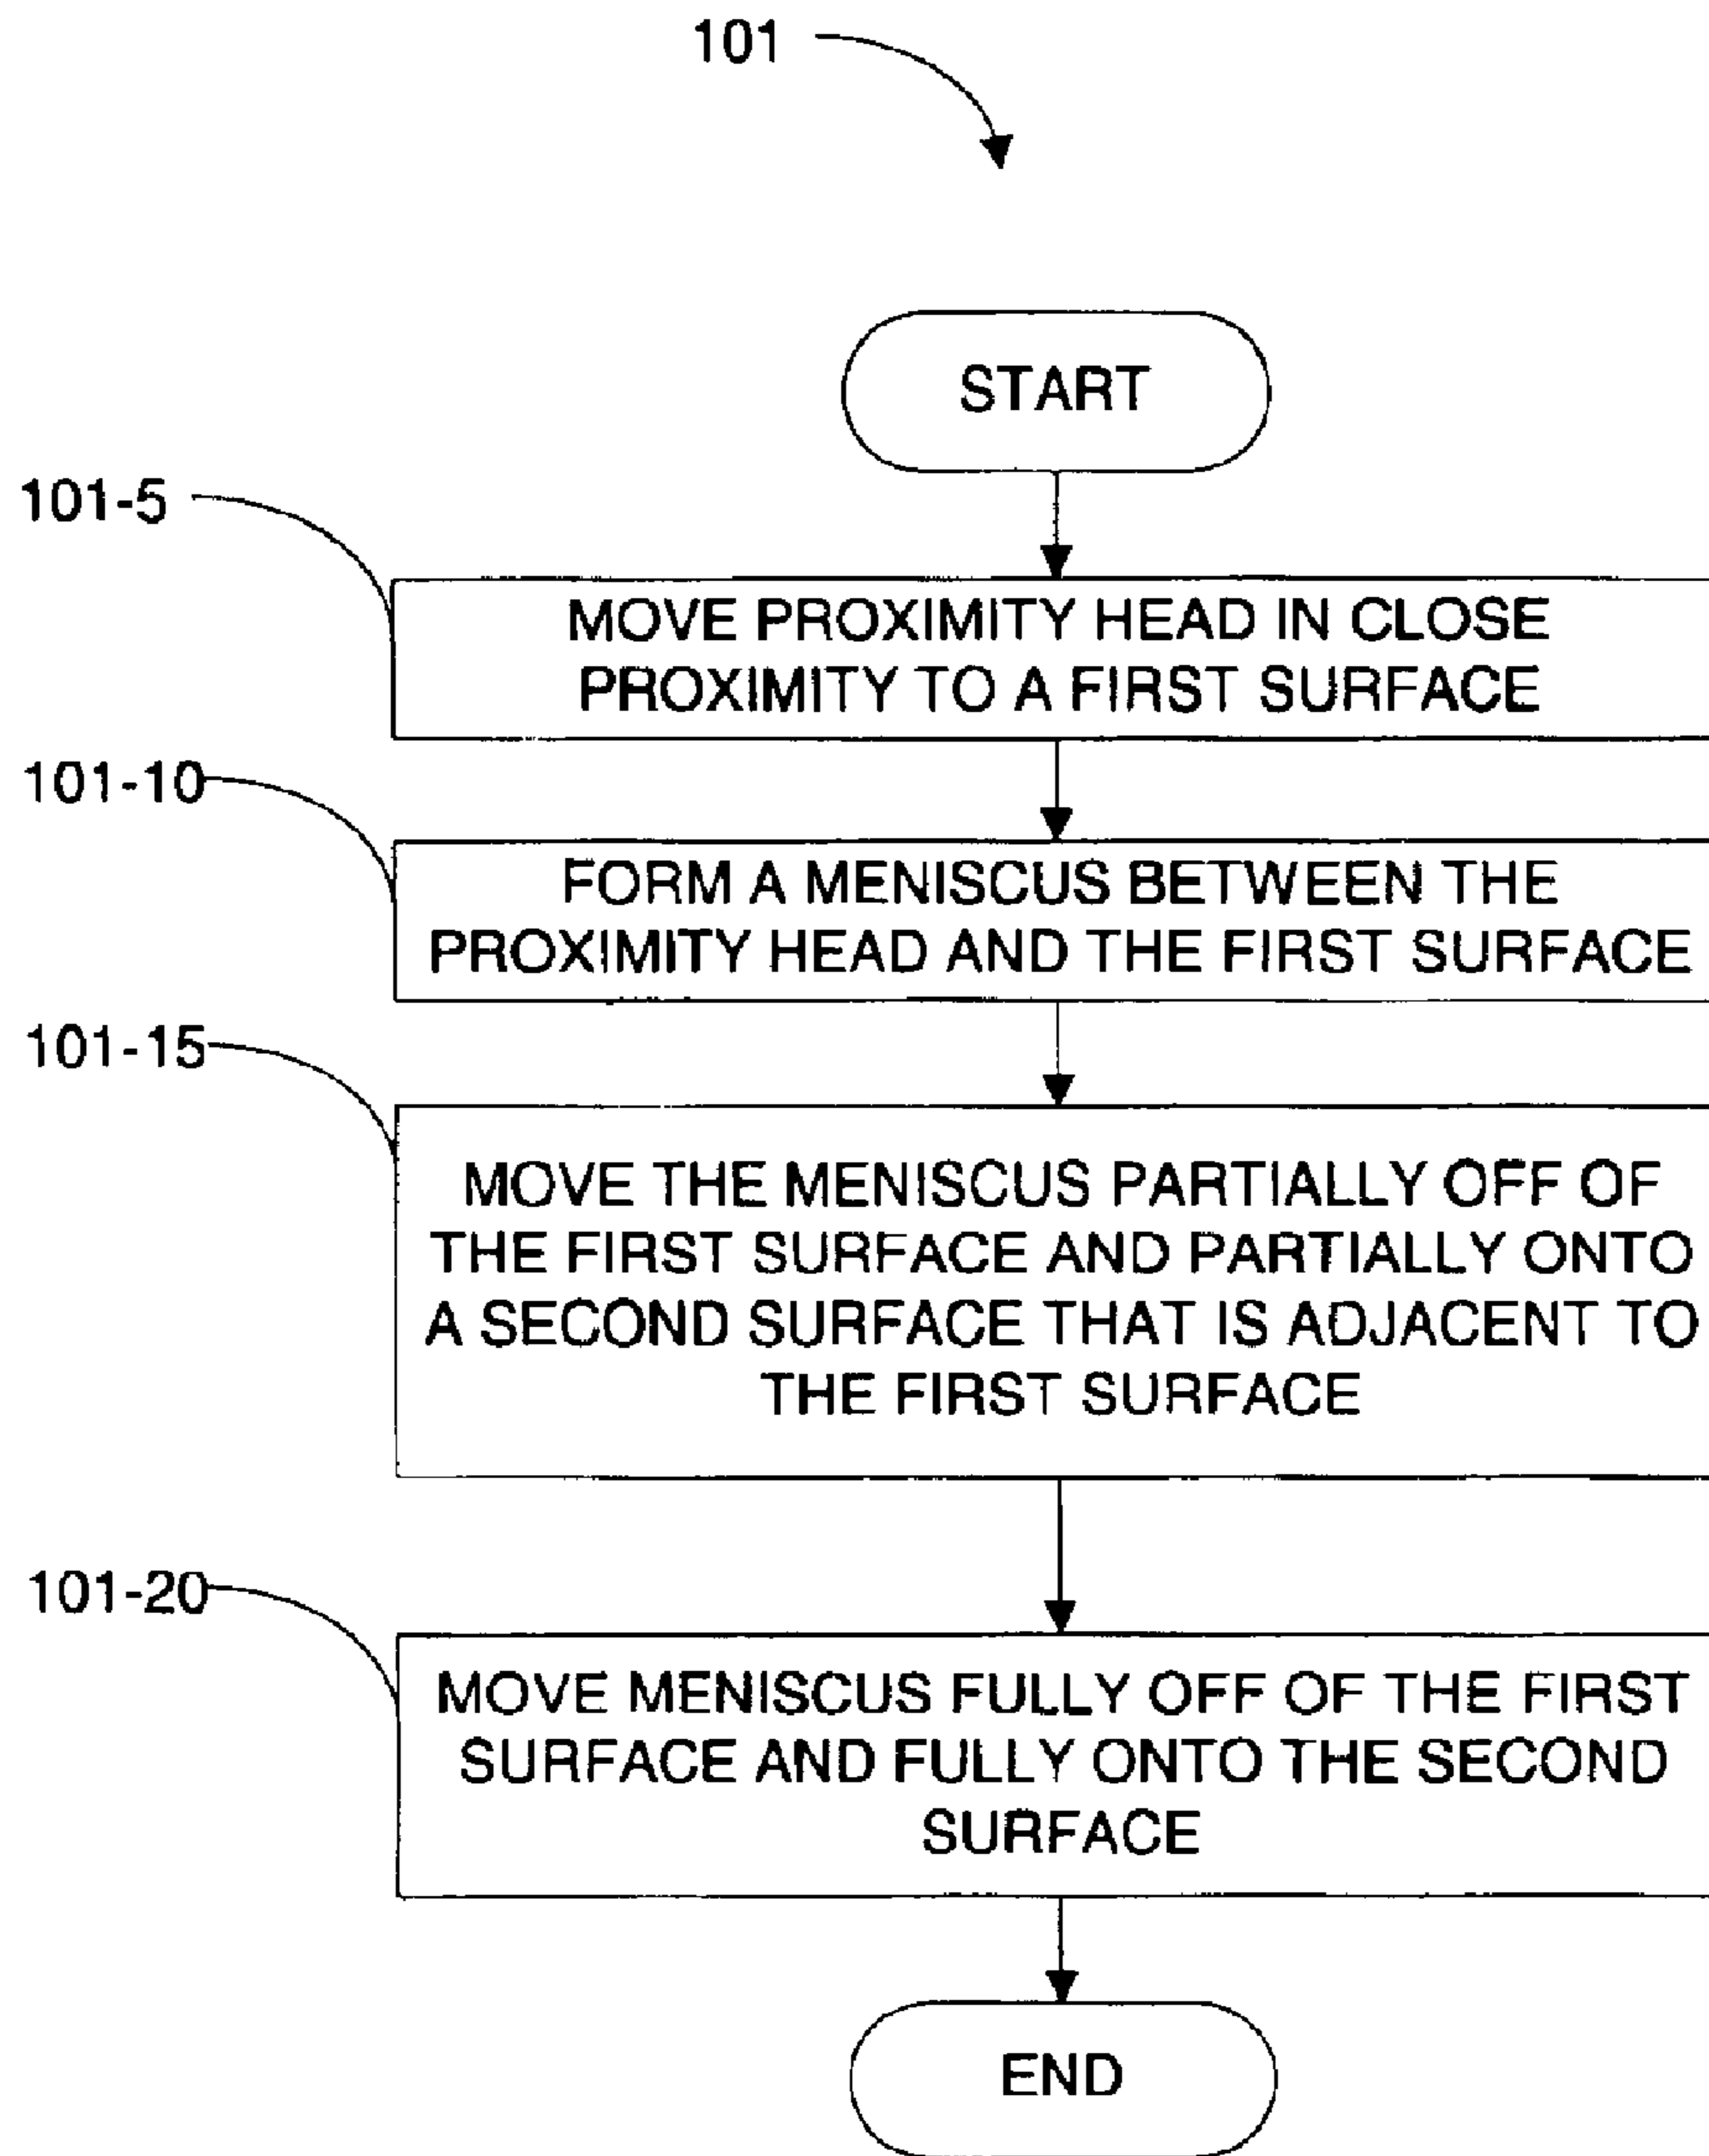 101
START
101-5
MOVE PROXIMITY HEAD IN CLOSE
PROXIMITY TO A FIRST SURFACE
101-10
FORM A MENISCUS BETWEEN THE
PROXIMITY HEAD AND THE FIRST SURFACE
101-15
MOVE THE MENISCUS PARTIALLY OFF OF
THE FIRST SURFACE AND PARTIALLY ONTO
A SECOND SURFACE THAT IS ADJACENT TO
THE FIRST SURFACE
101-20
MOVE MENISCUS FULLY OFF OF THE FIRST
SURFACE AND FULLY ONTO THE SECOND
SURFACE
END